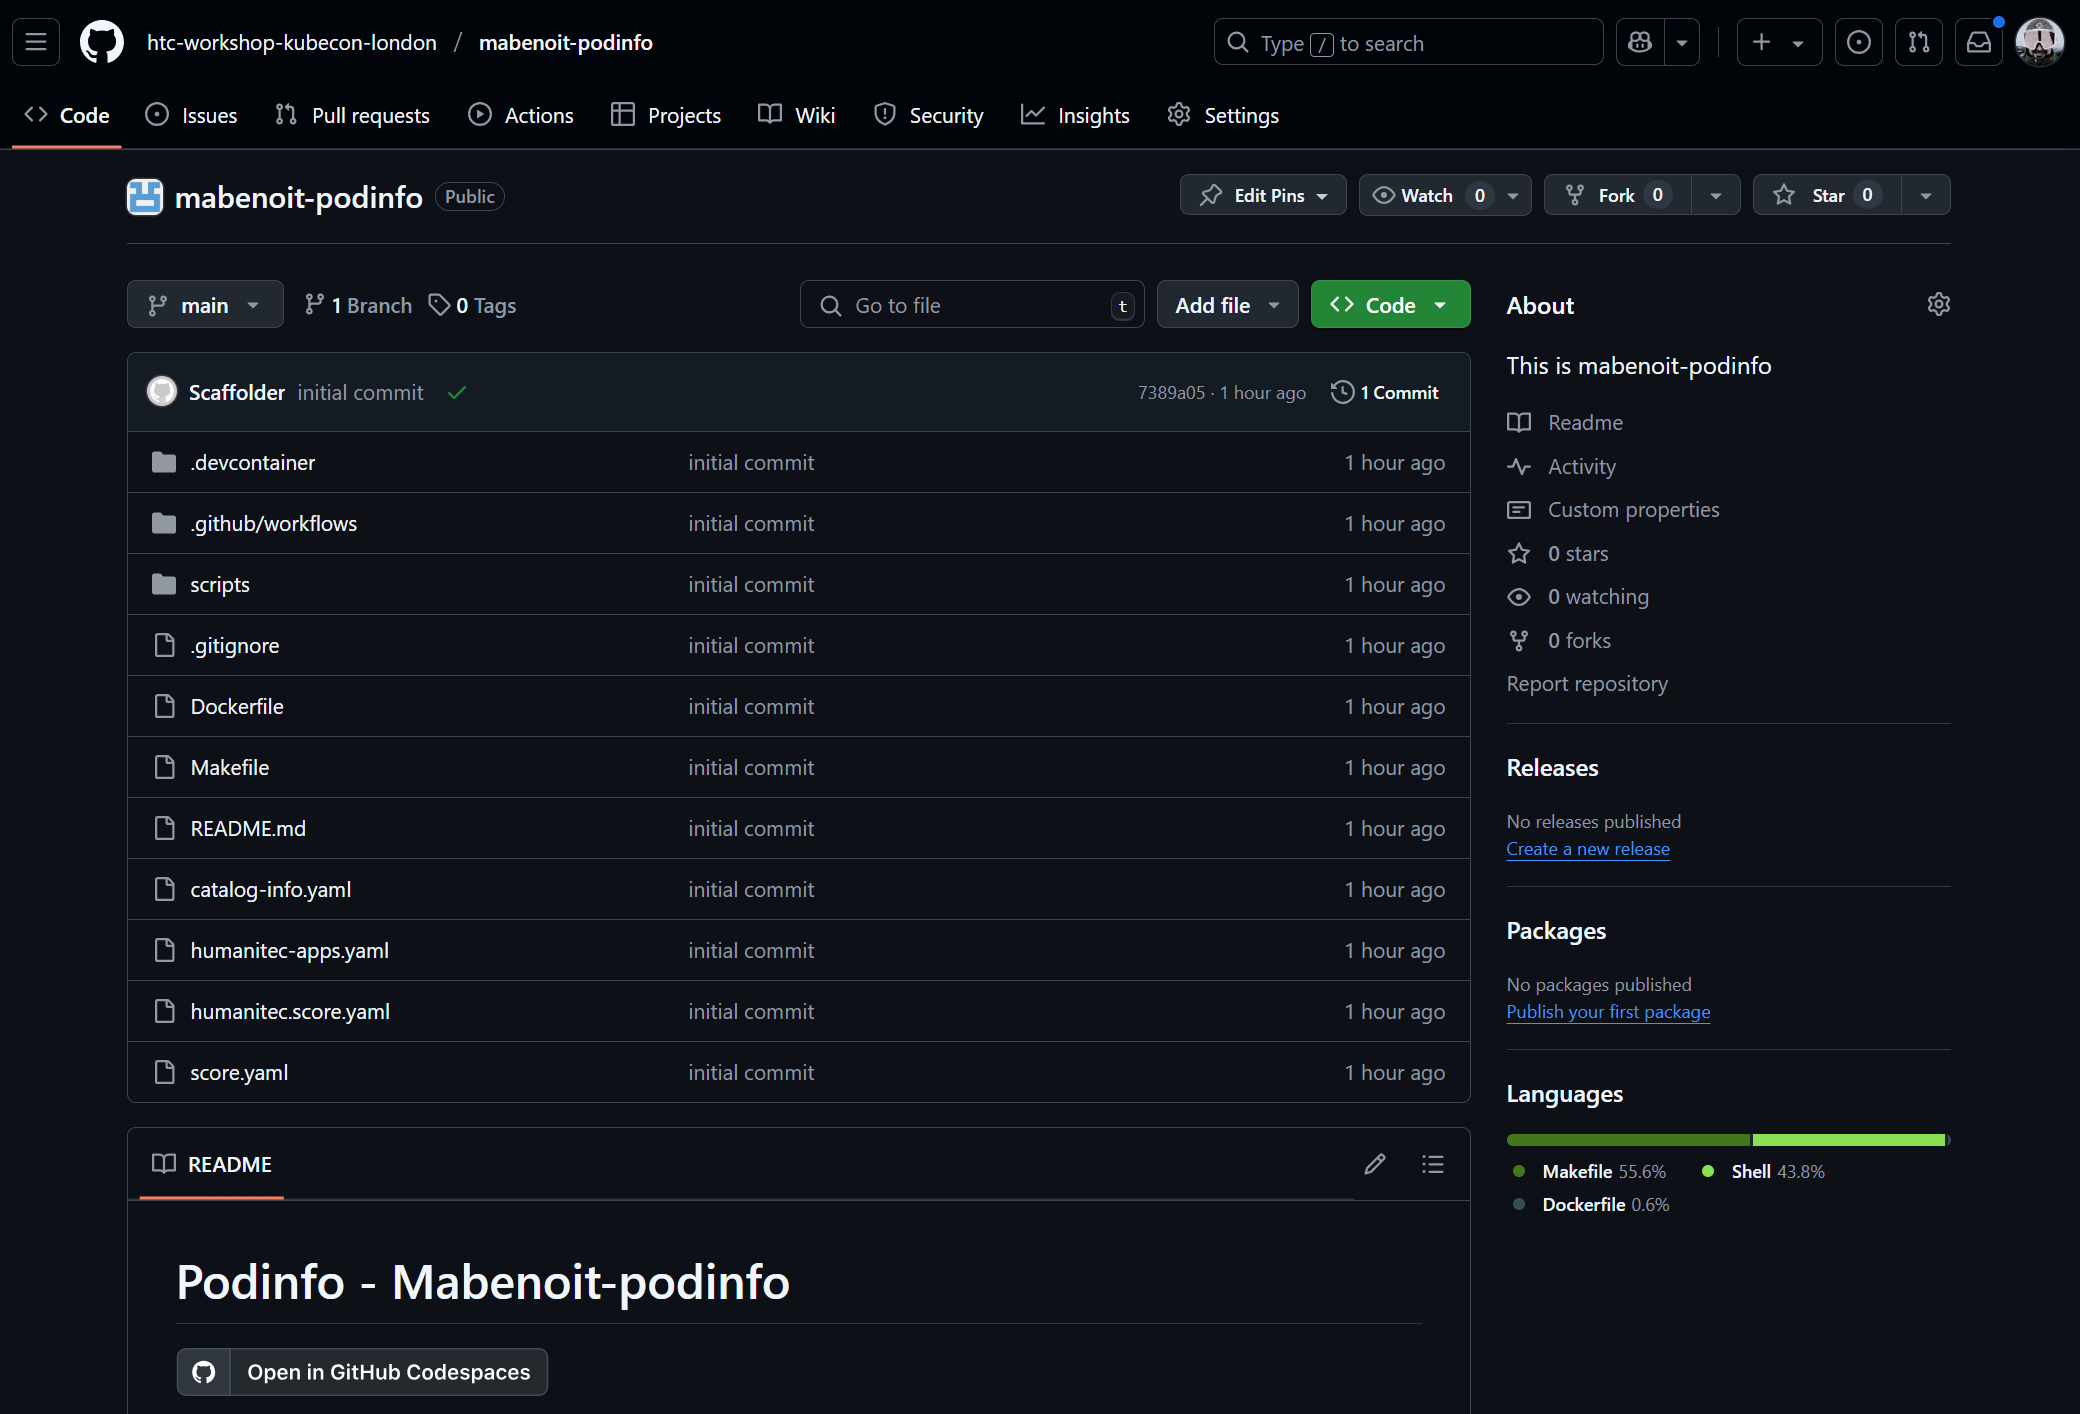 htc-workshop-kubecon-london / mabenoit-podinfo
Type / to search
Code
Issues
Pull requests
Actions
Projects
Wiki
Security
Insights
Settings
mabenoit-podinfo Public
Edit Pins
Watch 0
Fork 0
Star 0
main
1 Branch
0 Tags
Go to file t
Add file
Code
Scaffolder initial commit
7389a05 · 1 hour ago
1 Commit
.devcontainer initial commit 1 hour ago
.github/workflows initial commit 1 hour ago
scripts initial commit 1 hour ago
.gitignore initial commit 1 hour ago
Dockerfile initial commit 1 hour ago
Makefile initial commit 1 hour ago
README.md initial commit 1 hour ago
catalog-info.yaml initial commit 1 hour ago
humanitec-apps.yaml initial commit 1 hour ago
humanitec.score.yaml initial commit 1 hour ago
score.yaml initial commit 1 hour ago
README
Podinfo - Mabenoit-podinfo
Open in GitHub Codespaces
About
This is mabenoit-podinfo
Readme
Activity
Custom properties
0 stars
0 watching
0 forks
Report repository
Releases
No releases published
Create a new release
Packages
No packages published
Publish your first package
Languages
Makefile 55.6%
Shell 43.8%
Dockerfile 0.6%